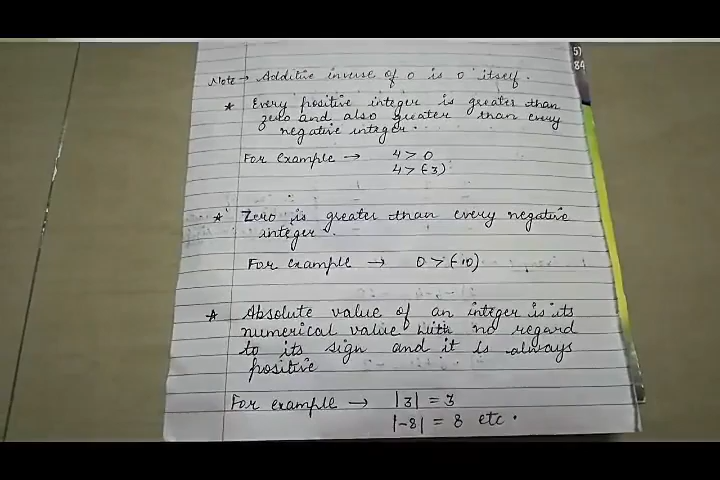 Note → Additive inverse of 0 is 0 itself.
* Every positive integer is greater than
zero and also greater than every
negative integer.
For example → 4 > 0
4 > (-3)
* Zero is greater than every negative
integer.
For example → 0 > (-10)
* Absolute value of an integer is its
numerical value with no regard
to its sign and it is always
positive
For example → |3| = 3
|-8| = 8 etc.
5)
84